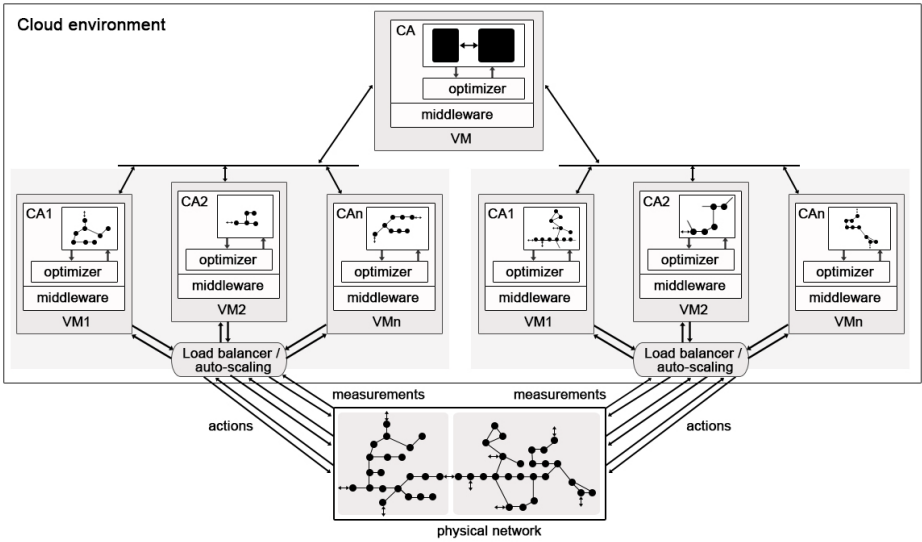 Cloud environment
CA
optimizer
middleware
VM
CA1
optimizer
middleware
VM1
CA2
optimizer
middleware
VM2
CAn
optimizer
middleware
VMn
CA1
optimizer
middleware
VM1
CA2
optimizer
middleware
VM2
CAn
optimizer
middleware
VMn
Load balancer /
auto-scaling
Load balancer /
auto-scaling
measurements
measurements
actions
actions
physical network